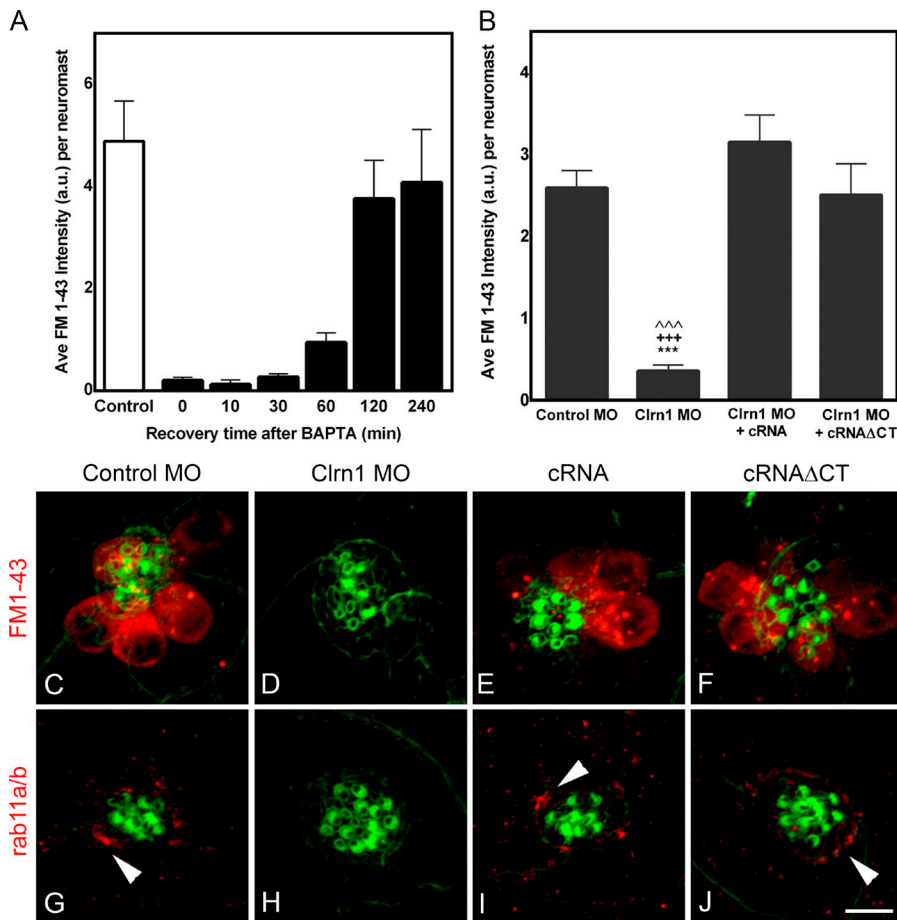 A
Ave FM 1-43 Intensity (a.u.) per neuromast
6
4
2
0
Control 0 10 30 60 120 240
Recovery time after BAPTA (min)
B
Ave FM 1-43 Intensity (a.u.) per neuromast
4
3
2
1
0
^^^
+++
***
Control MO
Clrn1 MO
Clrn1 MO
+ cRNA
Clrn1 MO
+ cRNAΔCT
Control MO Clrn1 MO cRNA cRNAΔCT
FM1-43
C D E F
rab11a/b
G H I J